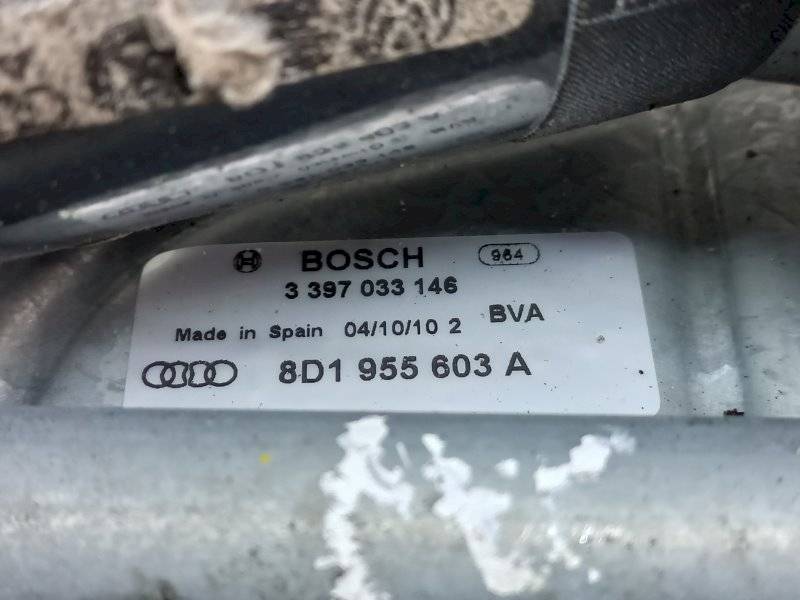 BOSCH 964
3 397 033 146
Made in Spain 04/10/10 2 BVA
8D1 955 603 A